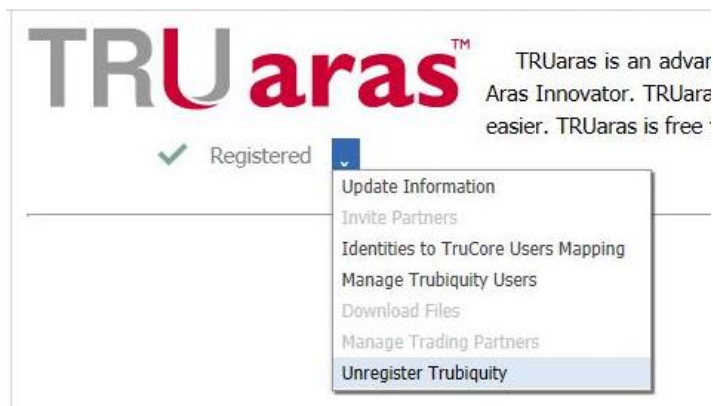 TRUaras™
TRUaras is an advar
Aras Innovator. TRUara
easier. TRUaras is free
Registered
Update Information
Invite Partners
Identities to TruCore Users Mapping
Manage Trubiquity Users
Download Files
Manage Trading Partners
Unregister Trubiquity